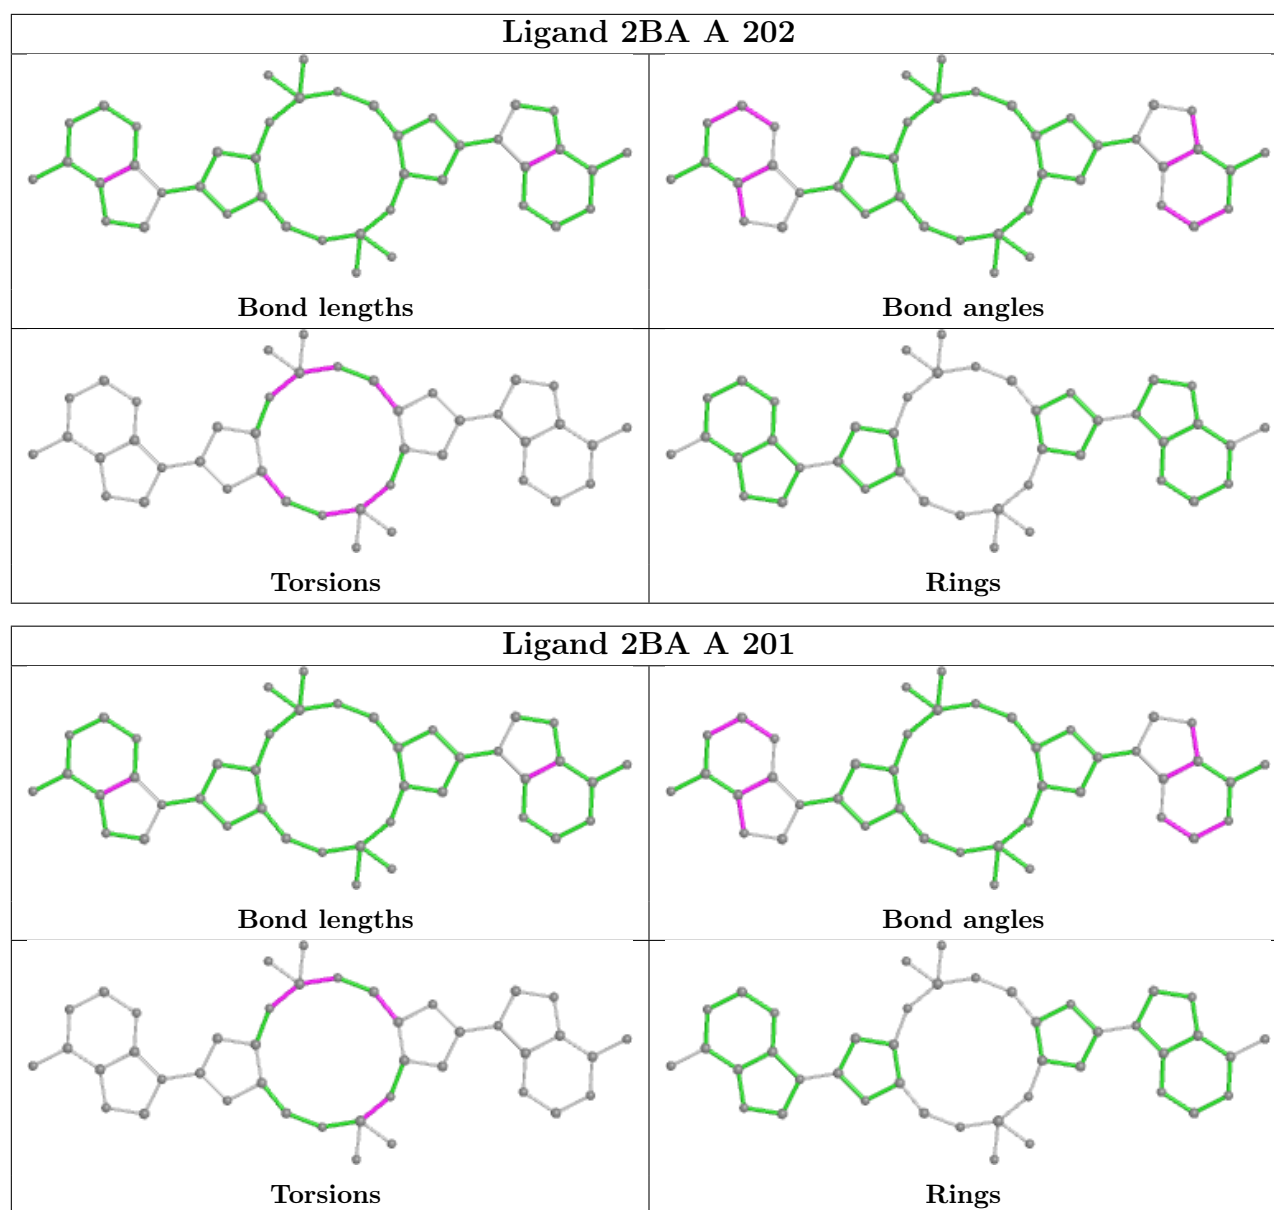 Ligand 2BA A 202
Bond lengths
Bond angles
Torsions
Rings
Ligand 2BA A 201
Bond lengths
Bond angles
Torsions
Rings